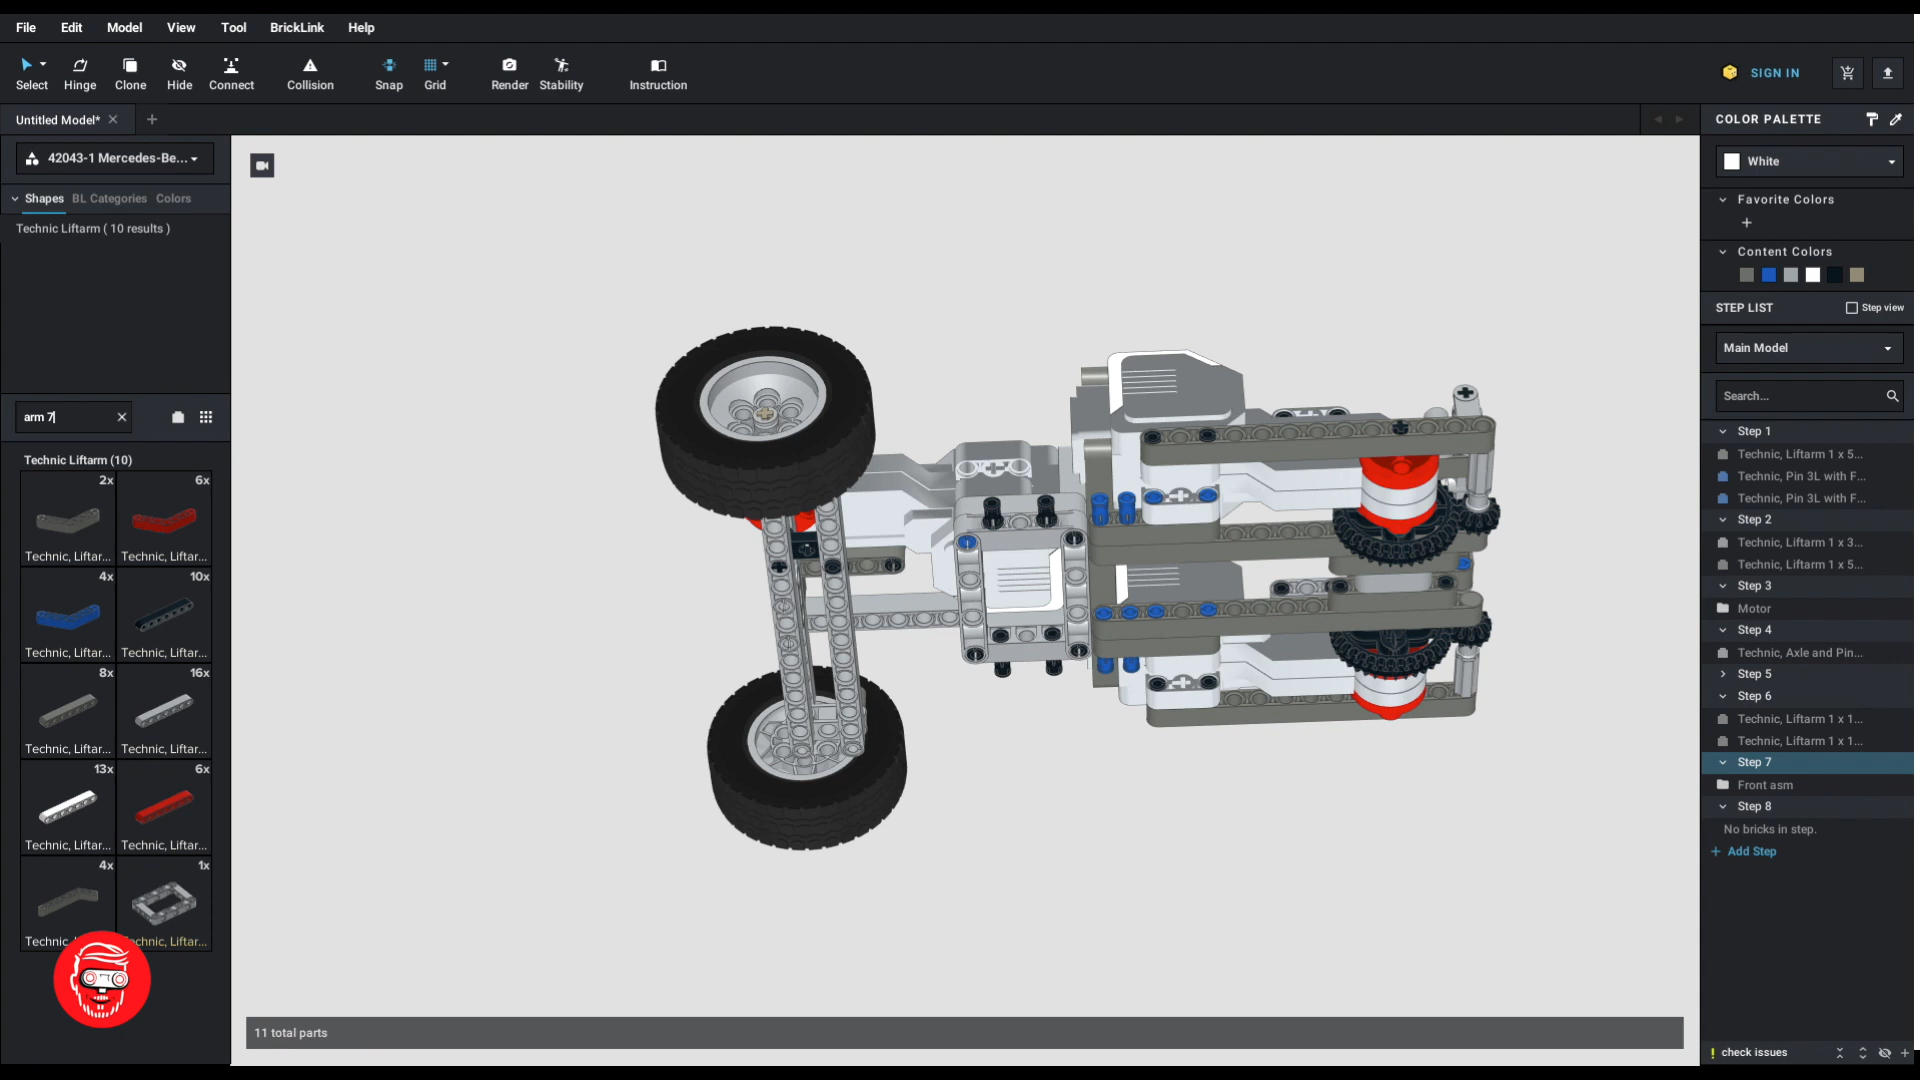 File Edit Model View Tool BrickLink Help
Select Hinge Clone Hide Connect Collision Snap Grid Render Stability Instruction
SIGN IN
Untitled Model*
42043-1 Mercedes-Be...
Shapes BL Categories Colors
Technic Liftarm ( 10 results )
arm 7
Technic Liftarm (10)
2x 6x
Technic, Liftar... Technic, Liftar...
4x 10x
Technic, Liftar... Technic, Liftar...
8x 16x
Technic, Liftar... Technic, Liftar...
13x 6x
Technic, Liftar... Technic, Liftar...
4x 1x
Technic, echnic, Liftar...
11 total parts
COLOR PALETTE
White
Favorite Colors
+
Content Colors
STEP LIST Step view
Main Model
Search...
Step 1
Technic, Liftarm 1 x 5...
Technic, Pin 3L with F...
Technic, Pin 3L with F...
Step 2
Technic, Liftarm 1 x 3...
Technic, Liftarm 1 x 5...
Step 3
Motor
Step 4
Technic, Axle and Pin...
Step 5
Step 6
Technic, Liftarm 1 x 1...
Technic, Liftarm 1 x 1...
Step 7
Front asm
Step 8
No bricks in step.
+ Add Step
! check issues